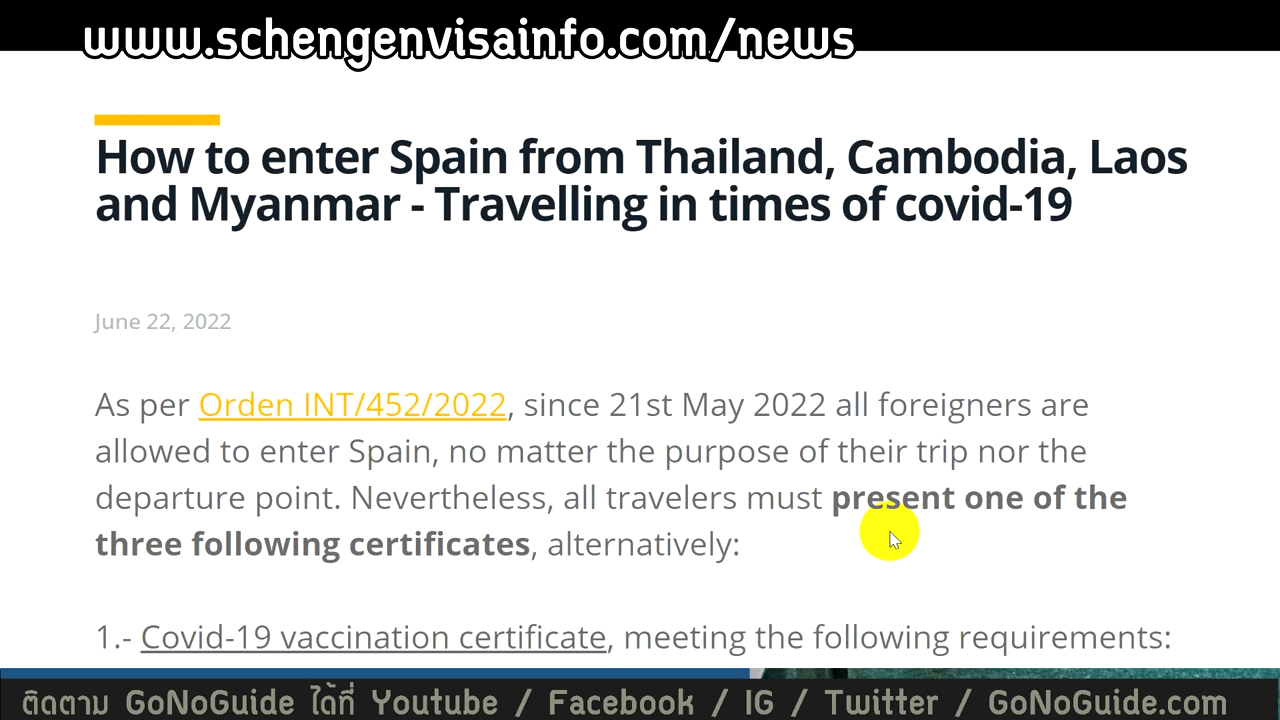 www.schengenvisainfo.com/news
How to enter Spain from Thailand, Cambodia, Laos
and Myanmar - Travelling in times of covid-19
June 22, 2022
As per Orden INT/452/2022, since 21st May 2022 all foreigners are
allowed to enter Spain, no matter the purpose of their trip nor the
departure point. Nevertheless, all travelers must present one of the
three following certificates, alternatively:
1.- Covid-19 vaccination certificate, meeting the following requirements:
ติดตาม GoNoGuide ได้ที่ Youtube / Facebook / IG / Twitter / GoNoGuide.com